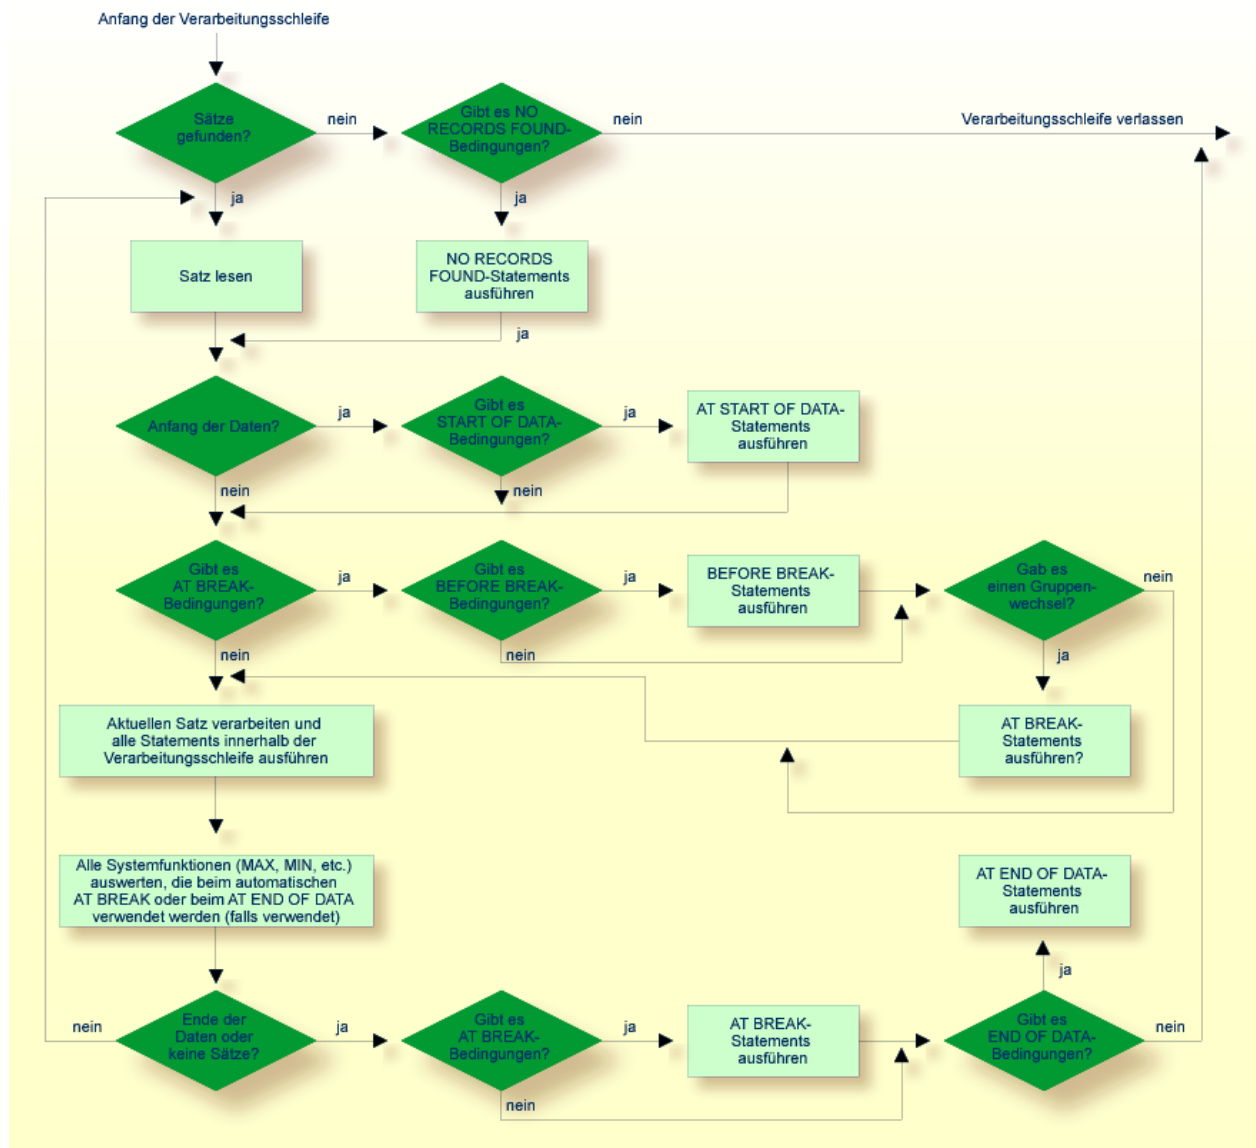 Anfang der Verarbeitungsschleife
Sätze
gefunden?
nein
Gibt es NO
RECORDS FOUND-
Bedingungen?
nein
Verarbeitungsschleife verlassen
ja
ja
Satz lesen
NO RECORDS
FOUND-Statements
ausführen
ja
Anfang der Daten?
ja
Gibt es
START OF DATA-
Bedingungen?
ja
AT START OF DATA-
Statements
ausführen
nein
nein
Gibt es
AT BREAK-
Bedingungen?
ja
Gibt es
BEFORE BREAK-
Bedingungen?
ja
BEFORE BREAK-
Statements
ausführen
Gab es
einen Gruppen-
wechsel?
nein
nein
nein
ja
Aktuellen Satz verarbeiten und
alle Statements innerhalb der
Verarbeitungsschleife ausführen
AT BREAK-
Statements
ausführen?
Alle Systemfunktionen (MAX, MIN, etc.)
auswerten, die beim automatischen
AT BREAK oder beim AT END OF DATA
verwendet werden (falls verwendet)
AT END OF DATA-
Statements
ausführen
ja
nein
Ende der
Daten oder
keine Sätze?
ja
Gibt es
AT BREAK-
Bedingungen?
ja
AT BREAK-
Statements
ausführen
Gibt es
END OF DATA-
Bedingungen?
nein
nein